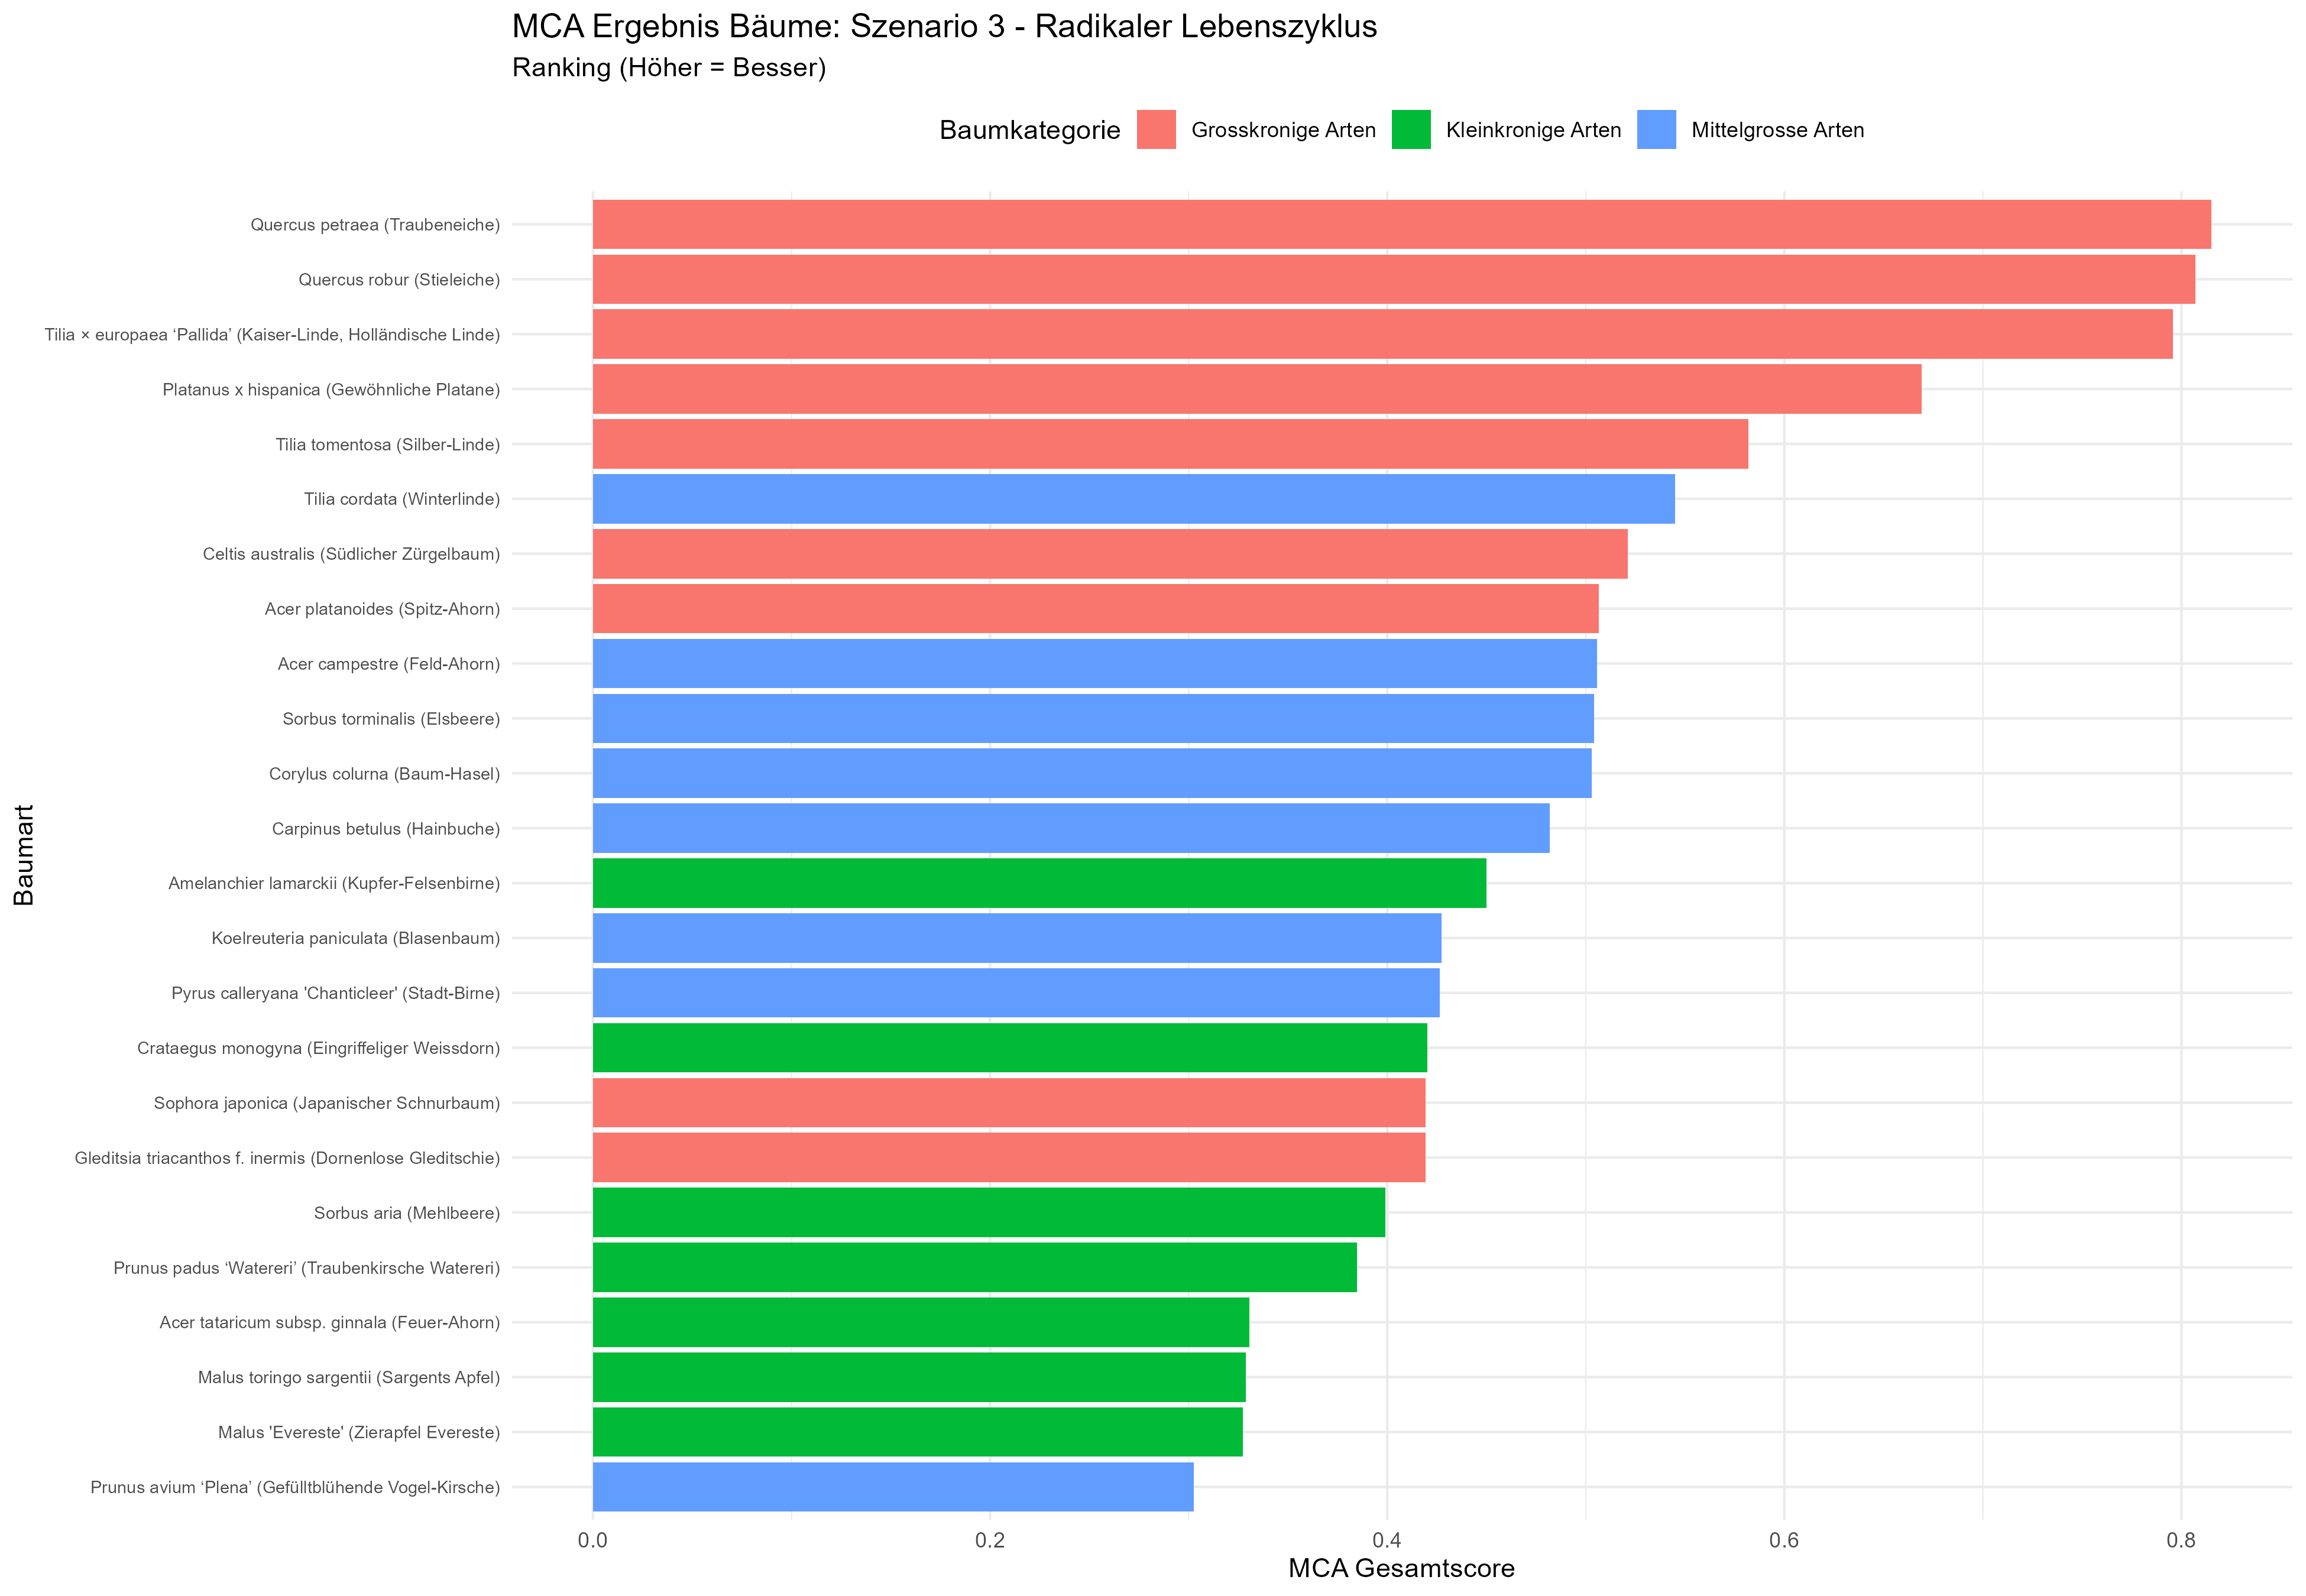 MCA Ergebnis Bäume: Szenario 3 - Radikaler Lebenszyklus
Ranking (Höher = Besser)
Baumkategorie Grosskronige Arten Kleinkronige Arten Mittelgrosse Arten
Baumart
Quercus petraea (Traubeneiche)
Quercus robur (Stieleiche)
Tilia × europaea ‘Pallida’ (Kaiser-Linde, Holländische Linde)
Platanus x hispanica (Gewöhnliche Platane)
Tilia tomentosa (Silber-Linde)
Tilia cordata (Winterlinde)
Celtis australis (Südlicher Zürgelbaum)
Acer platanoides (Spitz-Ahorn)
Acer campestre (Feld-Ahorn)
Sorbus torminalis (Elsbeere)
Corylus colurna (Baum-Hasel)
Carpinus betulus (Hainbuche)
Amelanchier lamarckii (Kupfer-Felsenbirne)
Koelreuteria paniculata (Blasenbaum)
Pyrus calleryana 'Chanticleer' (Stadt-Birne)
Crataegus monogyna (Eingriffeliger Weissdorn)
Sophora japonica (Japanischer Schnurbaum)
Gleditsia triacanthos f. inermis (Dornenlose Gleditschie)
Sorbus aria (Mehlbeere)
Prunus padus ‘Watereri’ (Traubenkirsche Watereri)
Acer tataricum subsp. ginnala (Feuer-Ahorn)
Malus toringo sargentii (Sargents Apfel)
Malus 'Evereste' (Zierapfel Evereste)
Prunus avium ‘Plena’ (Gefülltblühende Vogel-Kirsche)
0.0 0.2 0.4 0.6 0.8
MCA Gesamtscore